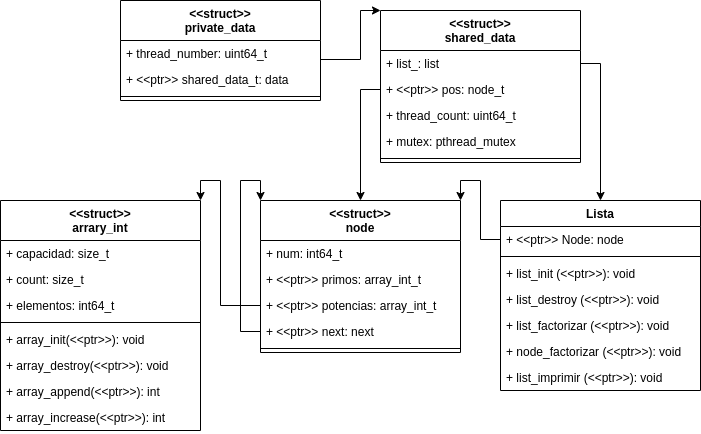 <<struct>>
private_data
+ thread_number: uint64_t
+ <<ptr>> shared_data_t: data
<<struct>>
shared_data
+ list_: list
+ <<ptr>> pos: node_t
+ thread_count: uint64_t
+ mutex: pthread_mutex
<<struct>>
arrary_int
+ capacidad: size_t
+ count: size_t
+ elementos: int64_t
+ array_init(<<ptr>>): void
+ array_destroy(<<ptr>>): void
+ array_append(<<ptr>>): int
+ array_increase(<<ptr>>): int
<<struct>>
node
+ num: int64_t
+ <<ptr>> primos: array_int_t
+ <<ptr>> potencias: array_int_t
+ <<ptr>> next: next
Lista
+ <<ptr>> Node: node
+ list_init (<<ptr>>): void
+ list_destroy (<<ptr>>): void
+ list_factorizar (<<ptr>>): void
+ node_factorizar (<<ptr>>): void
+ list_imprimir (<<ptr>>): void